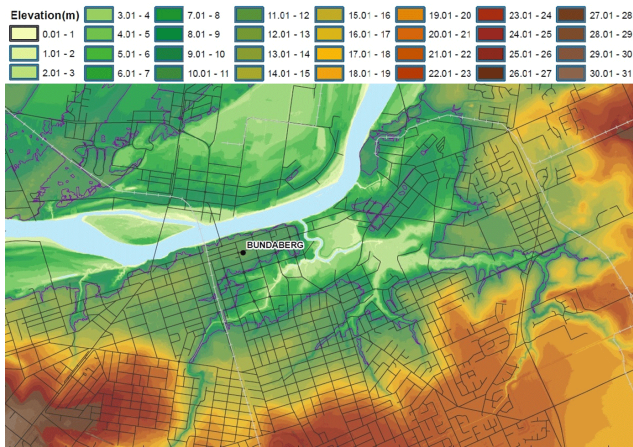 Elevation(m)
0.01 - 1
1.01 - 2
2.01 - 3
3.01 - 4
4.01 - 5
5.01 - 6
6.01 - 7
7.01 - 8
8.01 - 9
9.01 - 10
10.01 - 11
11.01 - 12
12.01 - 13
13.01 - 14
14.01 - 15
15.01 - 16
16.01 - 17
17.01 - 18
18.01 - 19
19.01 - 20
20.01 - 21
21.01 - 22
22.01 - 23
23.01 - 24
24.01 - 25
25.01 - 26
26.01 - 27
27.01 - 28
28.01 - 29
29.01 - 30
30.01 - 31
BUNDABERG